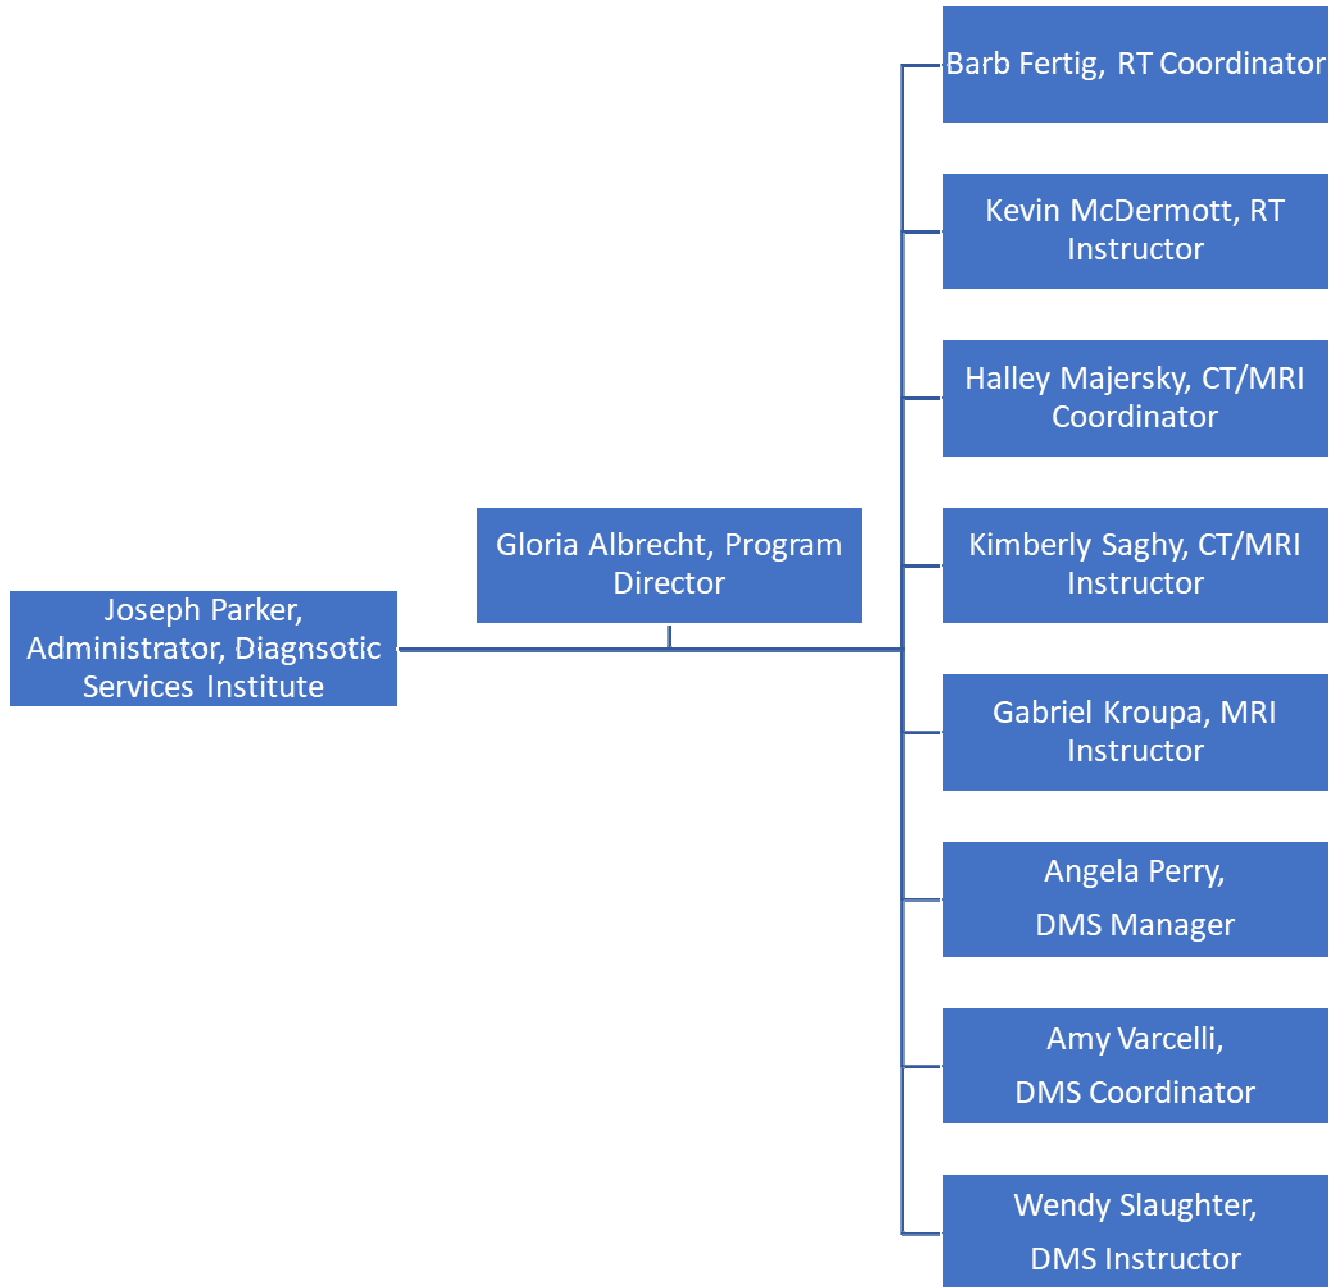 Barb Fertig, RT Coordinator
Kevin McDermott, RT
Instructor
Halley Majersky, CT/MRI
Coordinator
Gloria Albrecht, Program
Director
Kimberly Saghy, CT/MRI
Instructor
Joseph Parker,
Administrator, Diagnsotic
Services Institute
Gabriel Kroupa, MRI
Instructor
Angela Perry,
DMS Manager
Amy Varcelli,
DMS Coordinator
Wendy Slaughter,
DMS Instructor